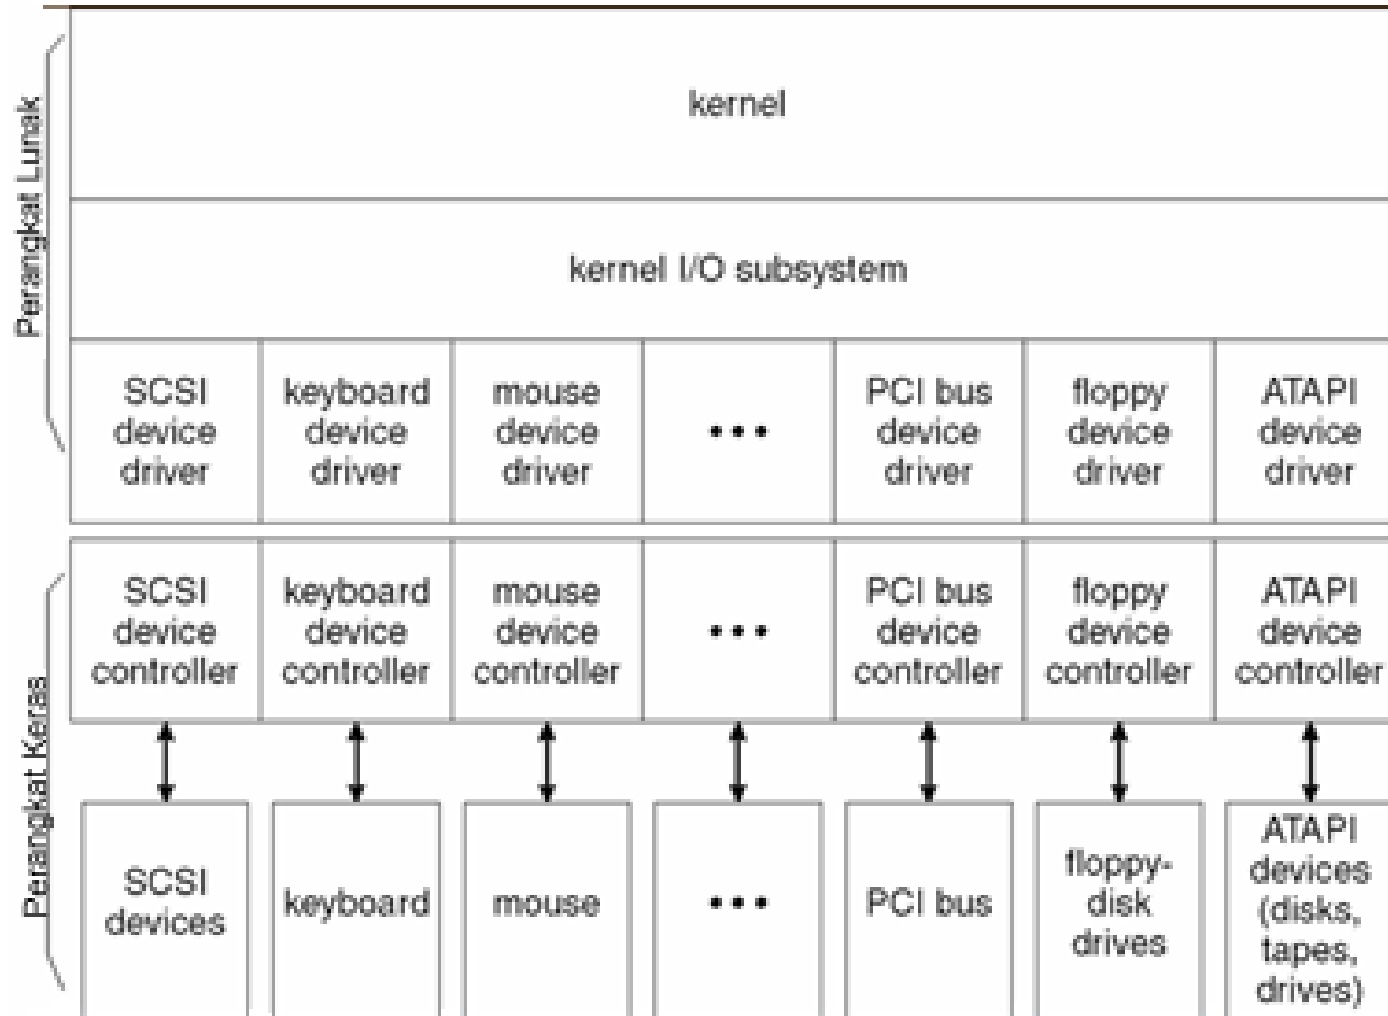 Perangkat Lunak
kernel
kernel I/O subsystem
SCSI
device
driver
keyboard
device
driver
mouse
device
driver
•••
PCI bus
device
driver
floppy
device
driver
ATAPI
device
driver
Perangkat Keras
SCSI
device
controller
keyboard
device
controller
mouse
device
controller
•••
PCI bus
device
controller
floppy
device
controller
ATAPI
device
controller
SCSI
devices
keyboard
mouse
•••
PCI bus
floppy-
disk
drives
ATAPI
devices
(disks,
tapes,
drives)